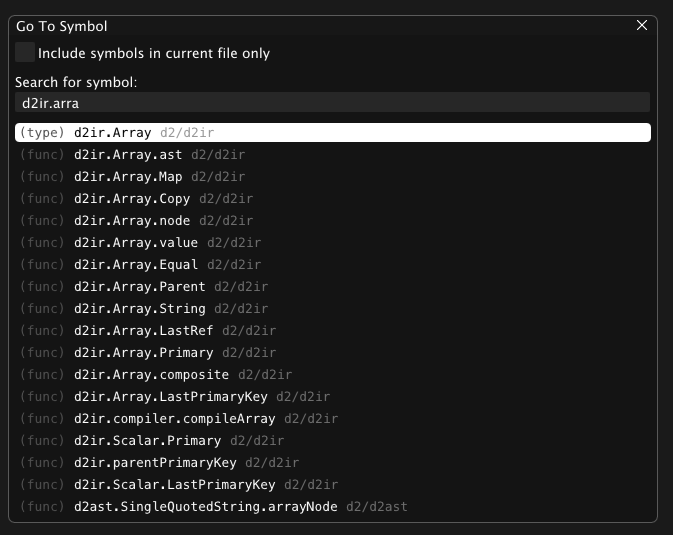 Go To Symbol
Include symbols in current file only
Search for symbol:
d2ir.arra
(type) d2ir.Array d2/d2ir
(func) d2ir.Array.ast d2/d2ir
(func) d2ir.Array.Map d2/d2ir
(func) d2ir.Array.Copy d2/d2ir
(func) d2ir.Array.node d2/d2ir
(func) d2ir.Array.value d2/d2ir
(func) d2ir.Array.Equal d2/d2ir
(func) d2ir.Array.Parent d2/d2ir
(func) d2ir.Array.String d2/d2ir
(func) d2ir.Array.LastRef d2/d2ir
(func) d2ir.Array.Primary d2/d2ir
(func) d2ir.Array.composite d2/d2ir
(func) d2ir.Array.LastPrimaryKey d2/d2ir
(func) d2ir.compiler.compileArray d2/d2ir
(func) d2ir.Scalar.Primary d2/d2ir
(func) d2ir.parentPrimaryKey d2/d2ir
(func) d2ir.Scalar.LastPrimaryKey d2/d2ir
(func) d2ast.SingleQuotedString.arrayNode d2/d2ast